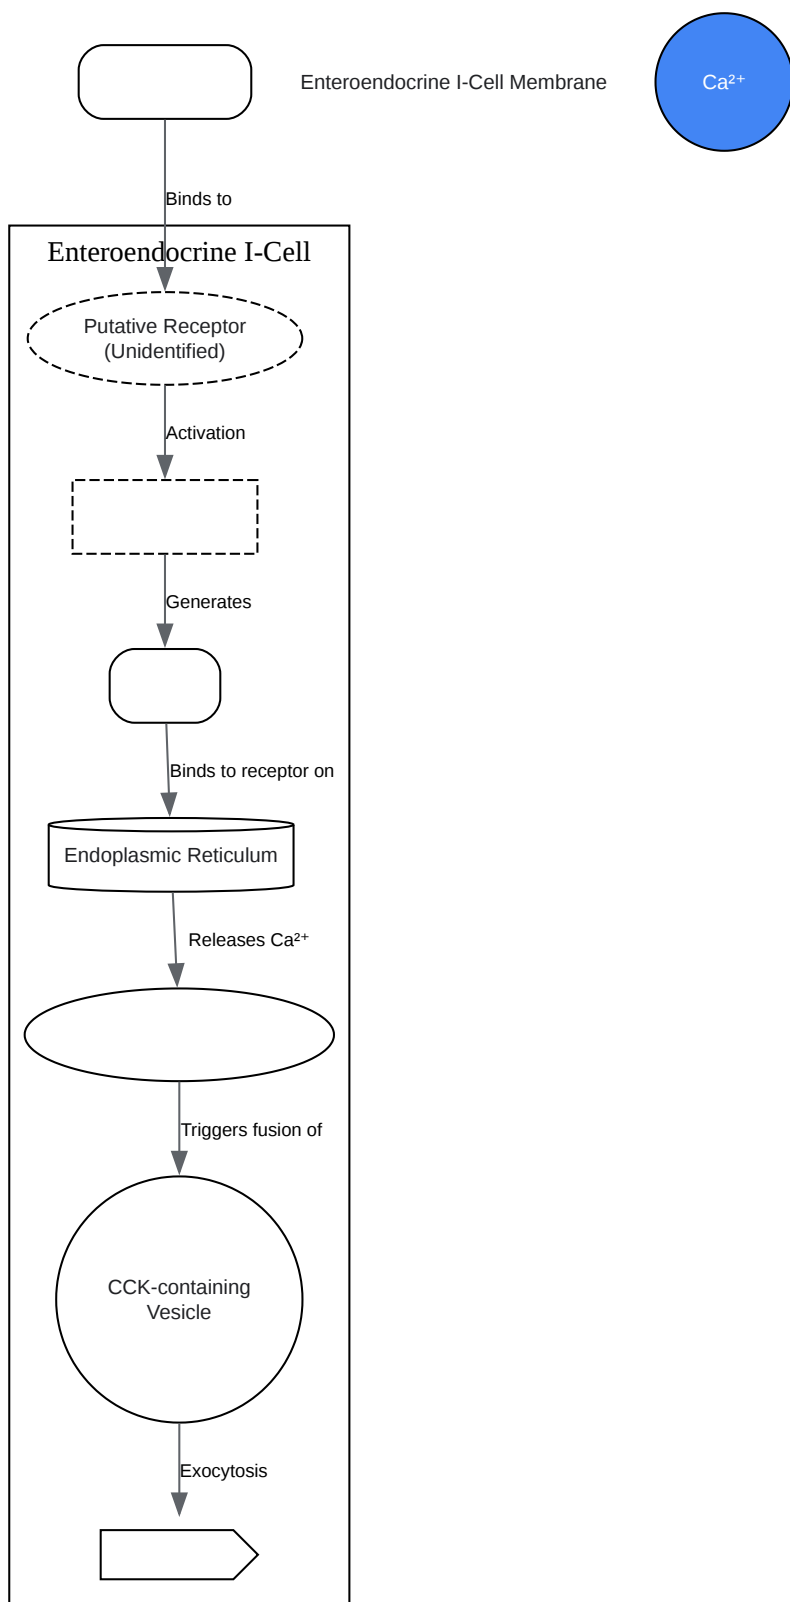 Enteroendocrine I-Cell Membrane
Ca²⁺
Binds to
Enteroendocrine I-Cell
Putative Receptor
(Unidentified)
Activation
Generates
Binds to receptor on
Endoplasmic Reticulum
Releases Ca²⁺
Triggers fusion of
CCK-containing
Vesicle
Exocytosis